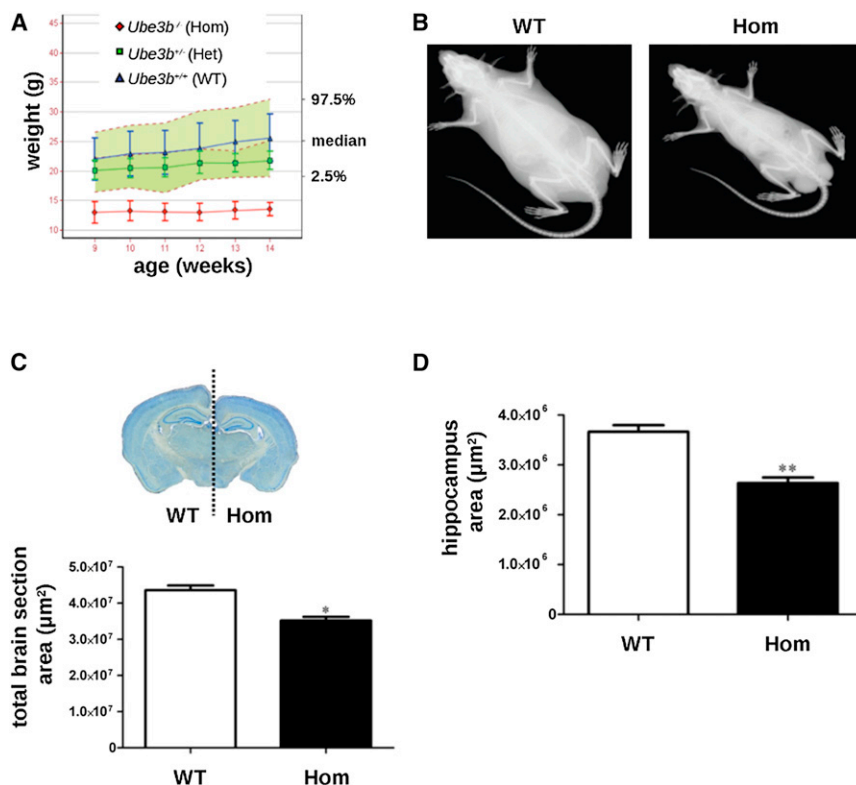 A
Ube3b-/- (Hom)
Ube3b+/- (Het)
Ube3b+/+ (WT)
45
40
35
30
25
20
15
10
weight (g)
97.5%
median
2.5%
9 10 11 12 13 14
age (weeks)
B
WT Hom
C
WT Hom
total brain section
area (µm²)
5.0×10⁷
4.0×10⁷
3.0×10⁷
2.0×10⁷
1.0×10⁷
0
*
WT Hom
D
hippocampus
area (µm²)
4.0×10⁶
3.0×10⁶
2.0×10⁶
1.0×10⁶
0
**
WT Hom